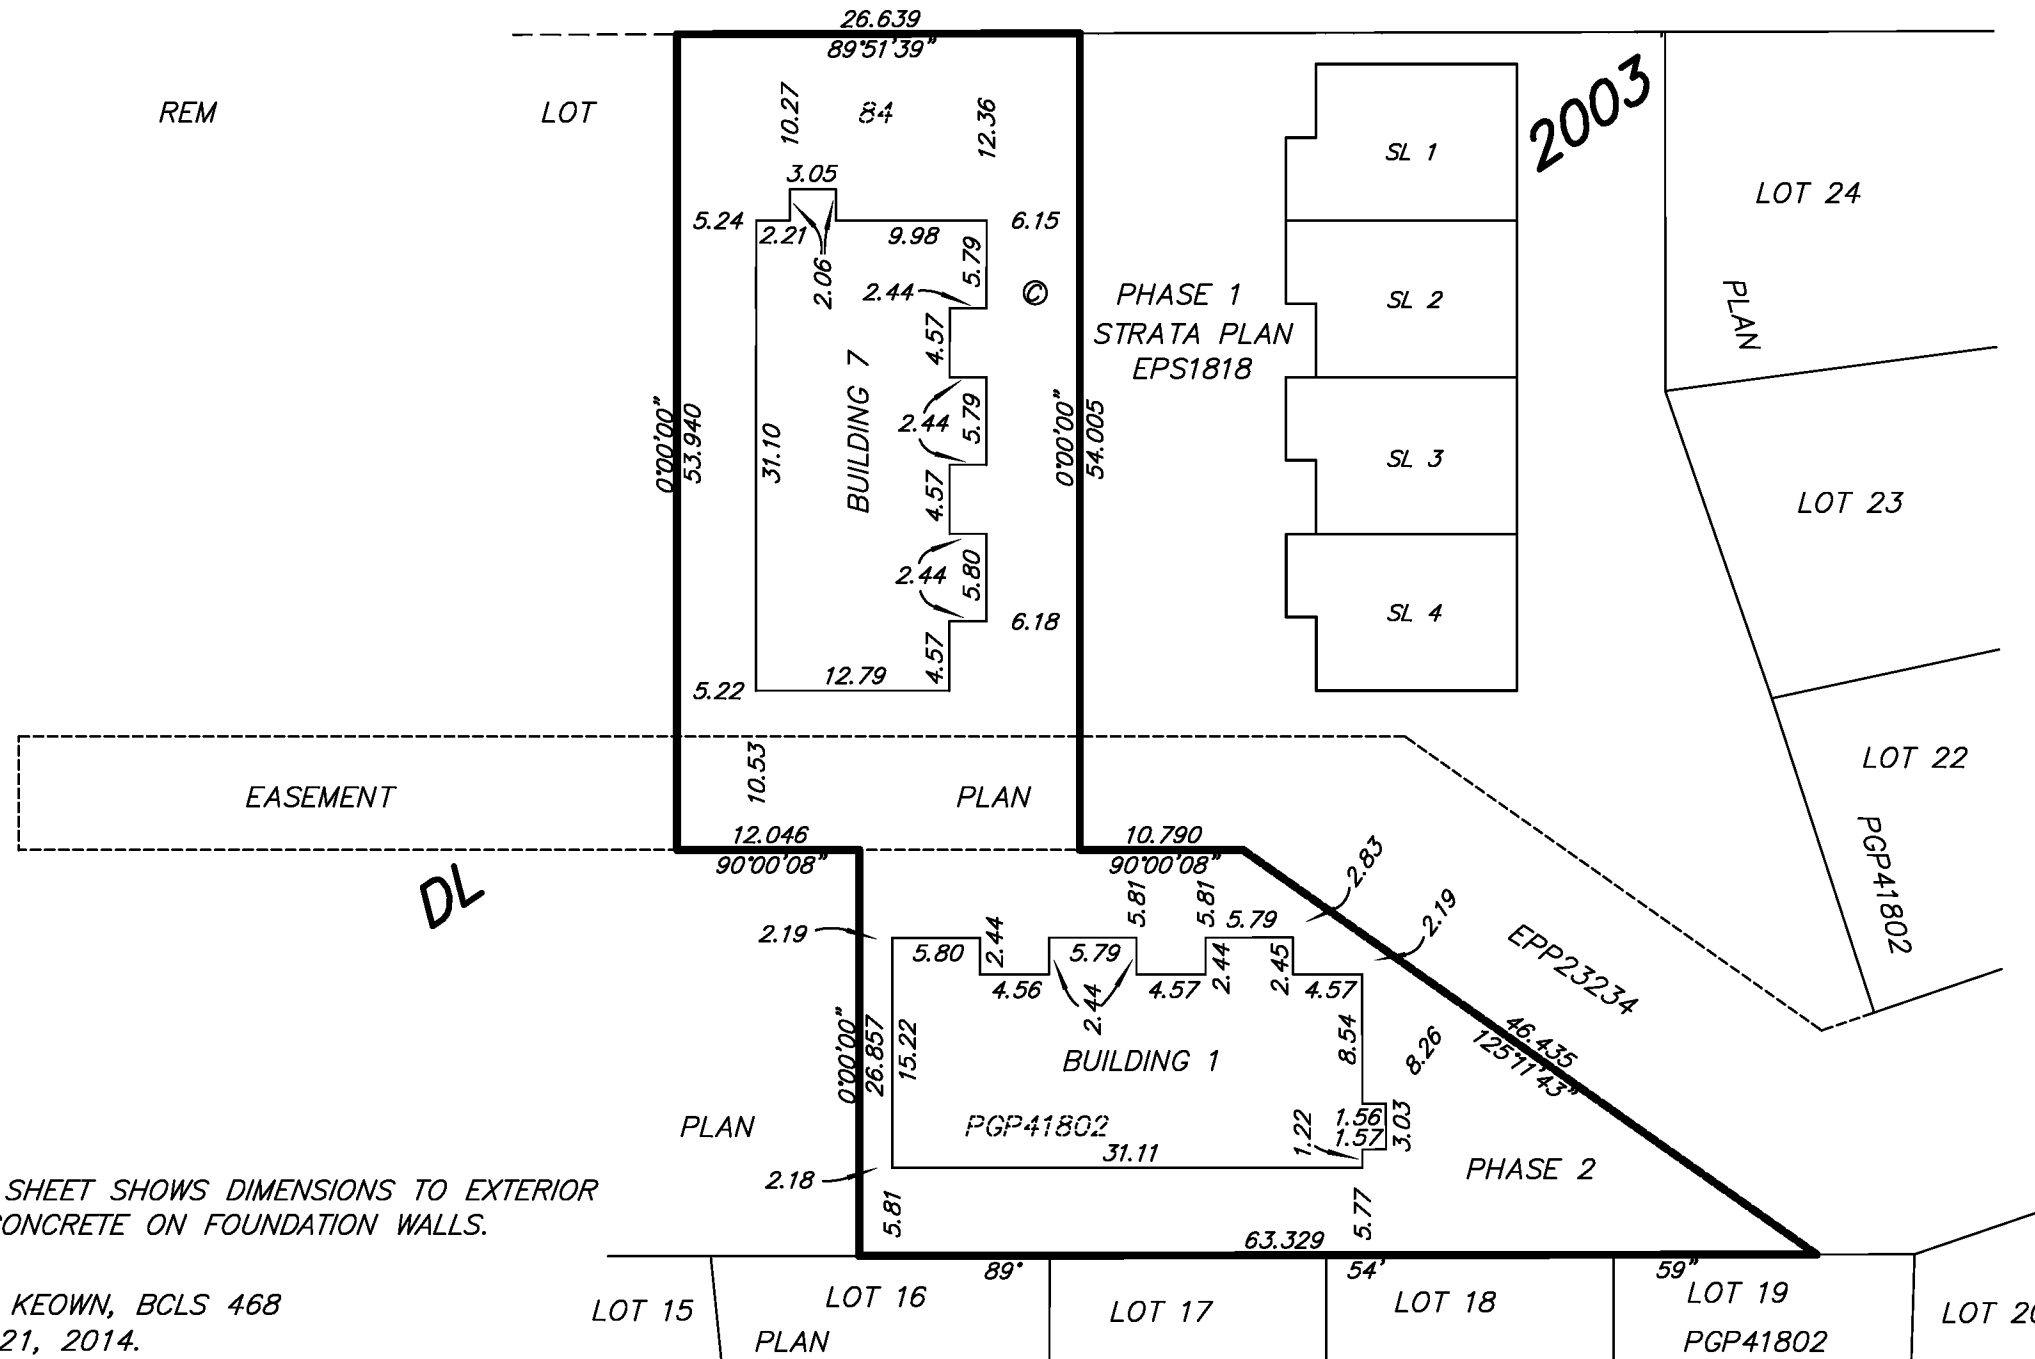 26.639
89°51'39"
REM
LOT
84
10.27
12.36
2003
SL 1
LOT 24
3.05
5.24
2.21
9.98
6.15
2.06
5.79
2.44
©
PHASE 1
STRATA PLAN
EPS1818
SL 2
PLAN
4.57
BUILDING 7
0°00'00"
53.940
31.10
2.44
5.79
0°00'00"
54.005
SL 3
LOT 23
4.57
2.44
5.80
6.18
SL 4
4.57
12.79
5.22
10.53
EASEMENT
PLAN
LOT 22
12.046
90°00'08"
10.790
90°00'08"
2.83
PGP41802
DL
2.19
2.19
5.80
2.44
5.79
5.81
5.81
5.79
EPP23234
4.56
2.44
4.57
2.44
2.45
4.57
0°00'00"
26.857
15.22
BUILDING 1
8.54
8.26
46.435
125°11'43"
PLAN
PGP41802
1.22
1.56
1.57
3.03
31.11
PHASE 2
2.18
5.81
5.77
SHEET SHOWS DIMENSIONS TO EXTERIOR
CONCRETE ON FOUNDATION WALLS.
63.329
89° 54' 59"
KEOWN, BCLS 468
21, 2014.
LOT 15
LOT 16
LOT 17
LOT 18
LOT 19
LOT 20
PLAN
PGP41802